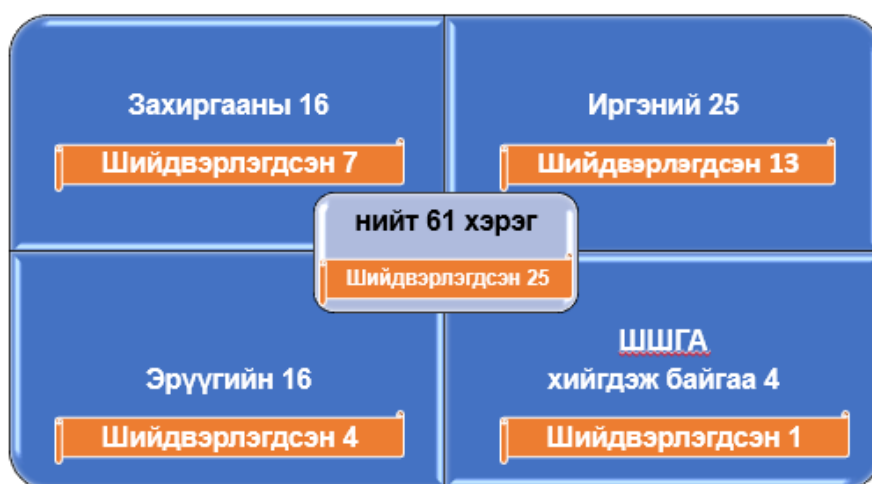 Захиргааны 16
Шийдвэрлэгдсэн 7
Иргэний 25
Шийдвэрлэгдсэн 13
нийт 61 хэрэг
Шийдвэрлэгдсэн 25
Эрүүгийн 16
Шийдвэрлэгдсэн 4
ШШГА
хийгдэж байгаа 4
Шийдвэрлэгдсэн 1